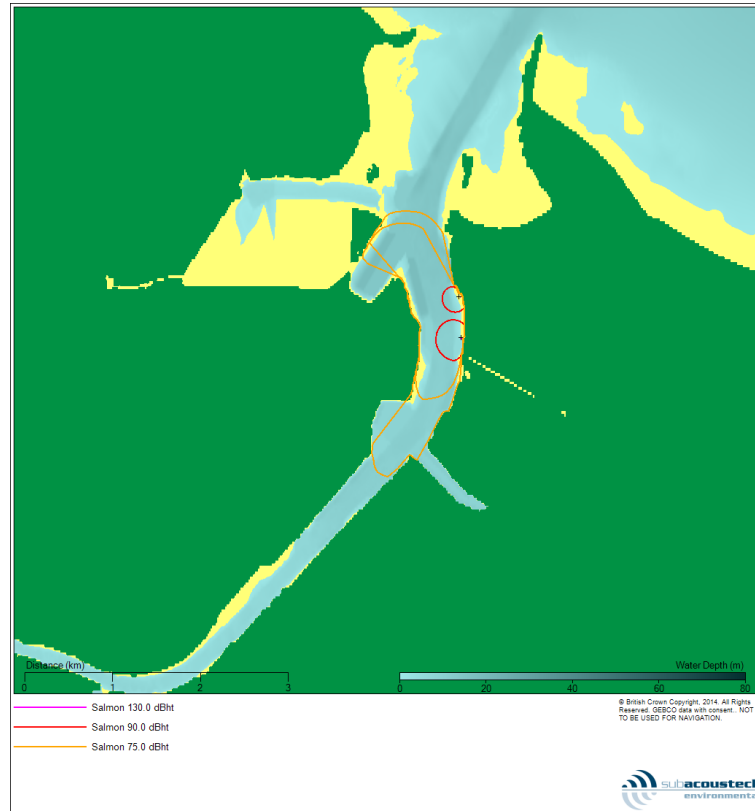 Distance (km)
0 1 2 3
Water Depth (m)
0 20 40 60 80
Salmon 130.0 dBht
Salmon 90.0 dBht
Salmon 75.0 dBht
© British Crown Copyright, 2014. All Rights
Reserved. GEBCO data with consent.. NOT
TO BE USED FOR NAVIGATION.
subacoustech
environmenta